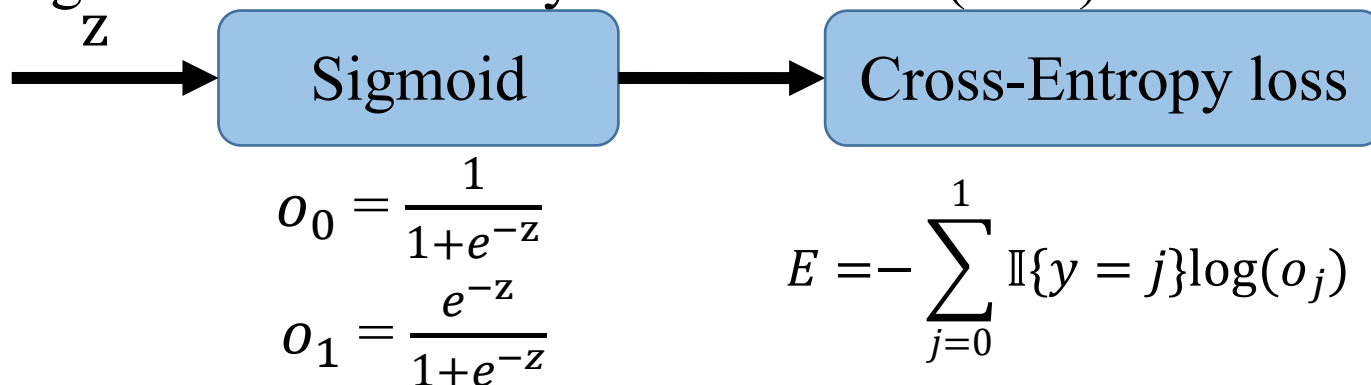 z
Sigmoid
Cross-Entropy loss
o₀ = 1/(1+e^{-z})
o₁ = e^{-z}/(1+e^{-z})
E =− ∑_{j=0}^{1} 𝕀{y = j}log(o_j)